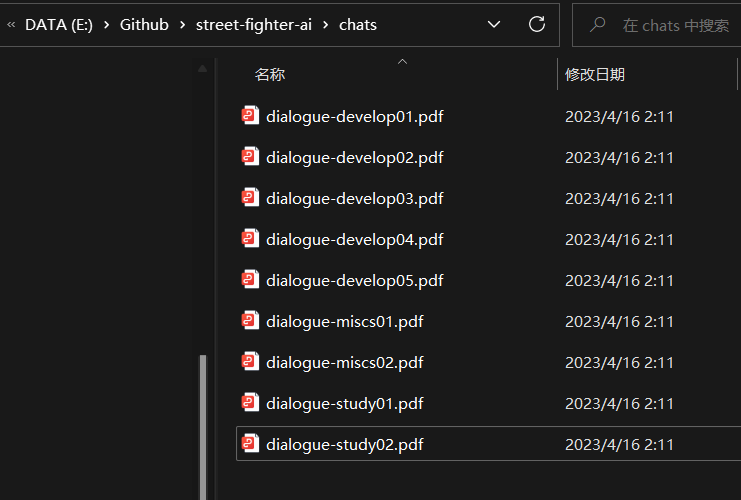 « DATA (E:) > Github > street-fighter-ai > chats 在 chats 中搜索
名称 修改日期
dialogue-develop01.pdf 2023/4/16 2:11
dialogue-develop02.pdf 2023/4/16 2:11
dialogue-develop03.pdf 2023/4/16 2:11
dialogue-develop04.pdf 2023/4/16 2:11
dialogue-develop05.pdf 2023/4/16 2:11
dialogue-miscs01.pdf 2023/4/16 2:11
dialogue-miscs02.pdf 2023/4/16 2:11
dialogue-study01.pdf 2023/4/16 2:11
dialogue-study02.pdf 2023/4/16 2:11